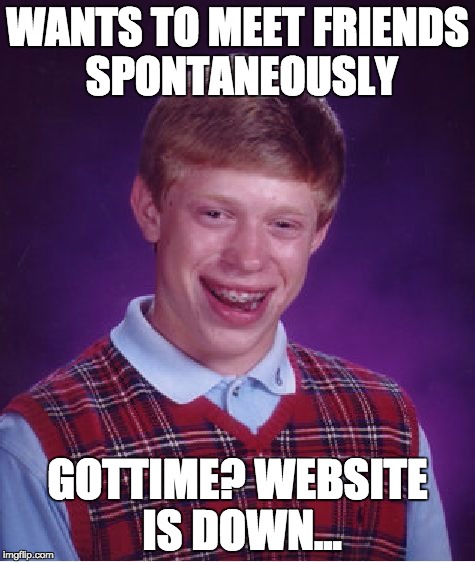 WANTS TO MEET FRIENDS
SPONTANEOUSLY
GOTTIME? WEBSITE
IS DOWN...
imgflip.com